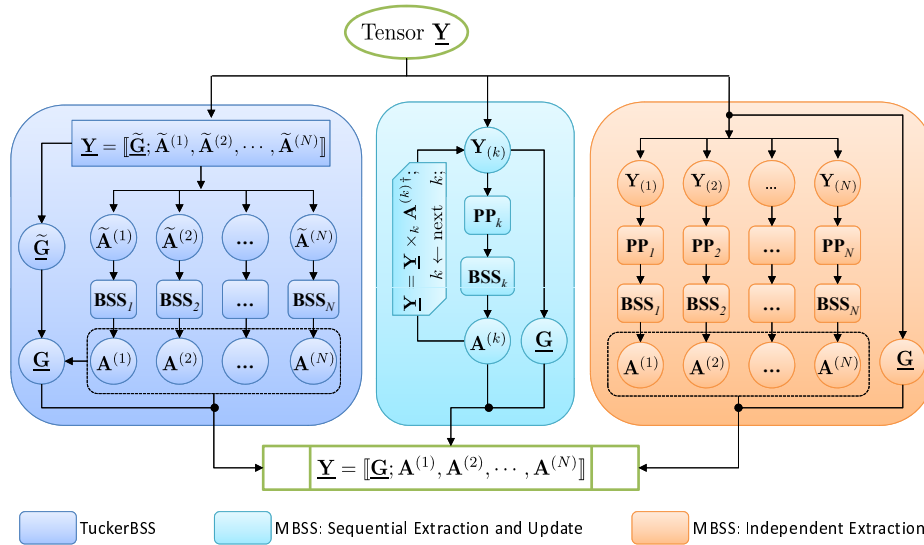 Tensor Y
Y = ⟦G̃; Ã(1), Ã(2), ⋯ , Ã(N)⟧
G̃
Ã(1) Ã(2) ... Ã(N)
BSS1 BSS2 ... BSSN
G A(1) A(2) ... A(N)
Y(k)
PPk
BSSk
A(k) G
Y = Y ×k A(k)†;
k ← next k;
Y(1) Y(2) ... Y(N)
PP1 PP2 ... PPN
BSS1 BSS2 ... BSSN
A(1) A(2) ... A(N) G
Y = ⟦G; A(1), A(2), ⋯ , A(N)⟧
TuckerBSS
MBSS: Sequential Extraction and Update
MBSS: Independent Extraction